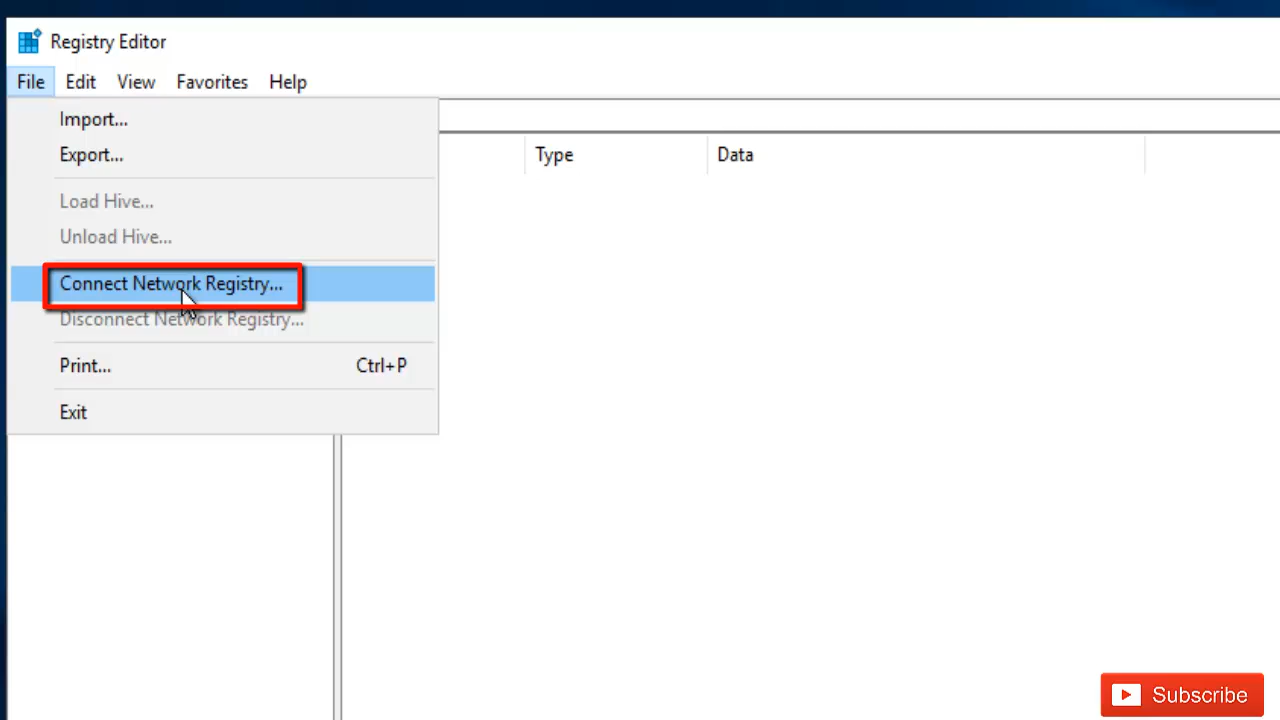 Registry Editor
File Edit View Favorites Help
Import...
Export...
Type Data
Load Hive...
Unload Hive...
Connect Network Registry...
Disconnect Network Registry...
Print... Ctrl+P
Exit
Subscribe